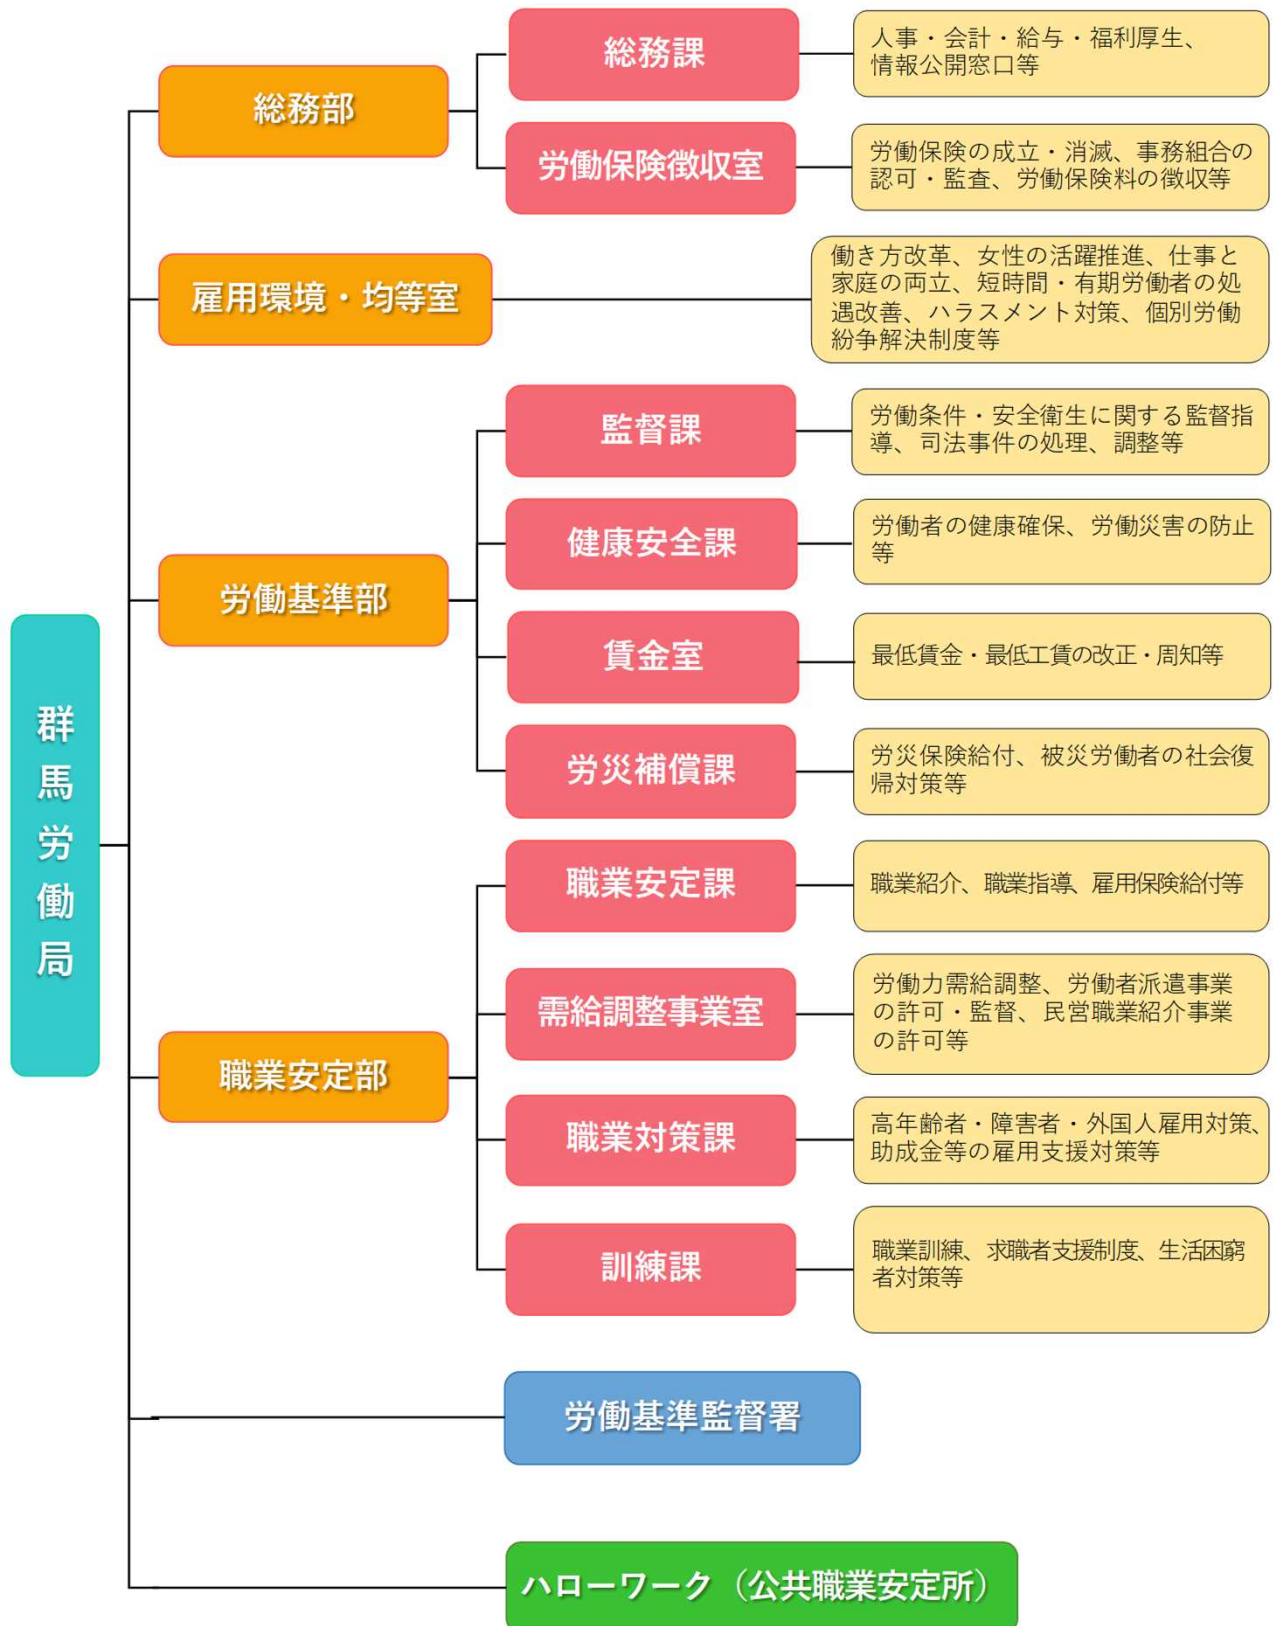 群馬労働局
総務部
総務課
人事・会計・給与・福利厚生、
情報公開窓口等
労働保険徴収室
労働保険の成立・消滅、事務組合の
認可・監査、労働保険料の徴収等
雇用環境・均等室
働き方改革、女性の活躍推進、仕事と
家庭の両立、短時間・有期労働者の処
遇改善、ハラスメント対策、個別労働
紛争解決制度等
労働基準部
監督課
労働条件・安全衛生に関する監督指
導、司法事件の処理、調整等
健康安全課
労働者の健康確保、労働災害の防止
等
賃金室
最低賃金・最低工賃の改正・周知等
労災補償課
労災保険給付、被災労働者の社会復
帰対策等
職業安定部
職業安定課
職業紹介、職業指導、雇用保険給付等
需給調整事業室
労働力需給調整、労働者派遣事業
の許可・監督、民営職業紹介事業
の許可等
職業対策課
高年齢者・障害者・外国人雇用対策、
助成金等の雇用支援対策等
訓練課
職業訓練、求職者支援制度、生活困窮
者対策等
労働基準監督署
ハローワーク（公共職業安定所）